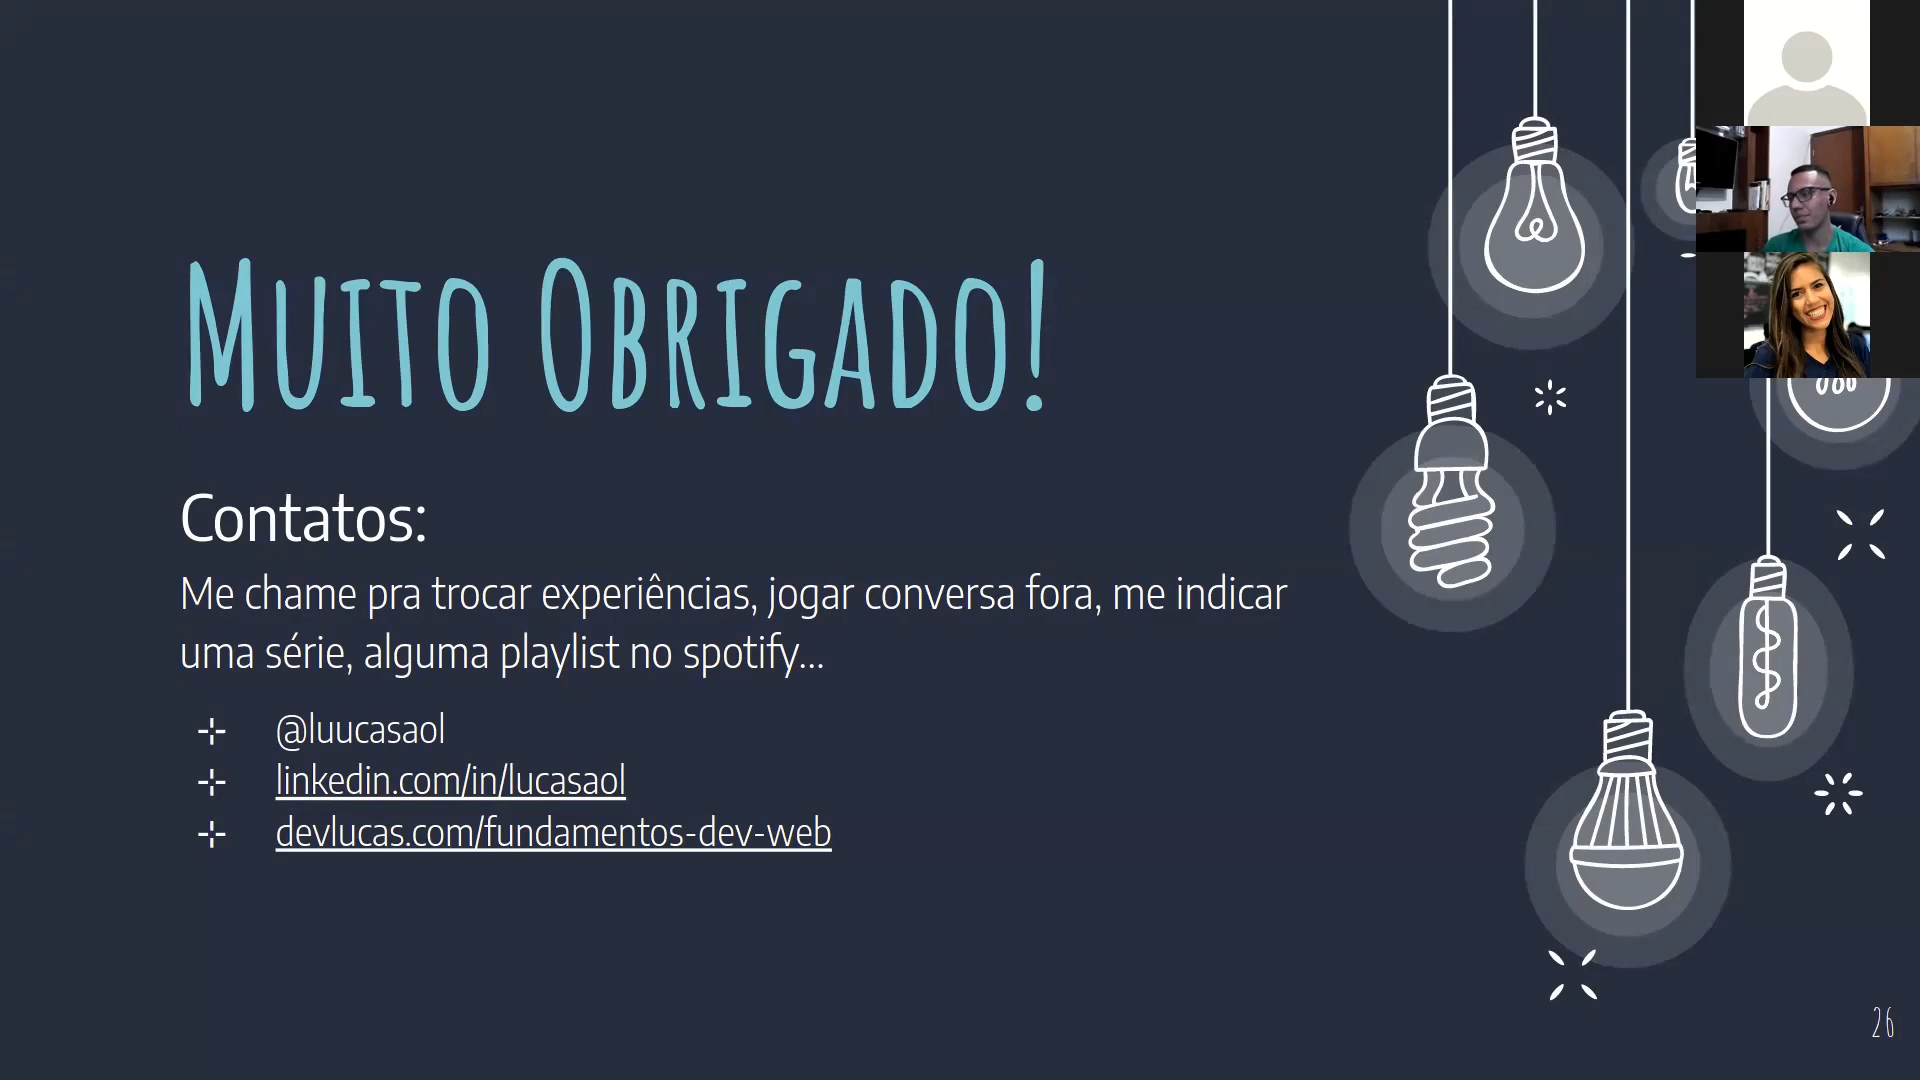 Muito Obrigado!
Contatos:
Me chame pra trocar experiências, jogar conversa fora, me indicar
uma série, alguma playlist no spotify...
@luucasaol
linkedin.com/in/lucasaol
devlucas.com/fundamentos-dev-web
26